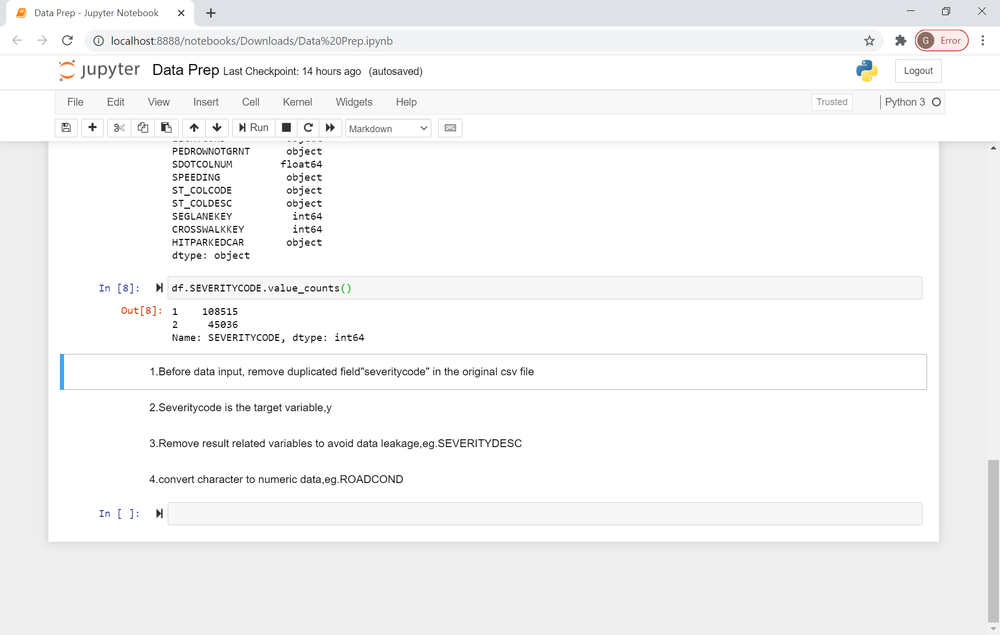 Data Prep - Jupyter Notebook
localhost:8888/notebooks/Downloads/Data%20Prep.ipynb
G Error
jupyter Data Prep Last Checkpoint: 14 hours ago (autosaved)
Logout
File Edit View Insert Cell Kernel Widgets Help
Trusted Python 3
Run Markdown
PEDROWNOTGRNT object
SDOTCOLNUM float64
SPEEDING object
ST_COLCODE object
ST_COLDESC object
SEGLANEKEY int64
CROSSWALKKEY int64
HITPARKEDCAR object
dtype: object
In [8]: df.SEVERITYCODE.value_counts()
Out[8]: 1 108515
2 45036
Name: SEVERITYCODE, dtype: int64
1.Before data input, remove duplicated field"severitycode" in the original csv file
2.Severitycode is the target variable,y
3.Remove result related variables to avoid data leakage,eg.SEVERITYDESC
4.convert character to numeric data,eg.ROADCOND
In [ ]: